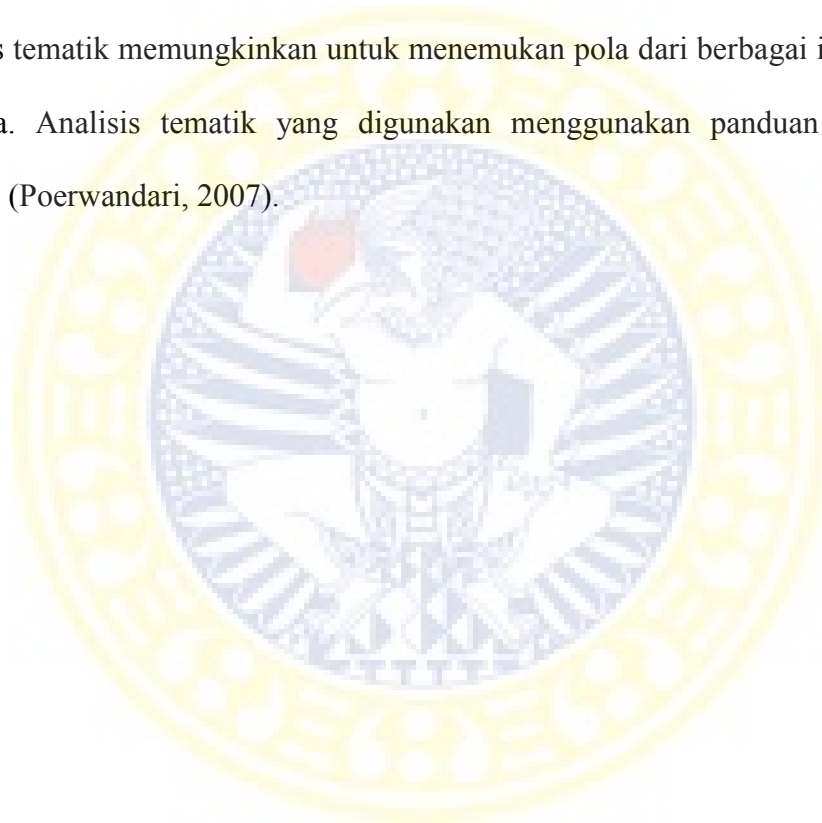 s tematik memungkinkan untuk menemukan pola dari berbagai i
a. Analisis tematik yang digunakan menggunakan panduan
(Poerwandari, 2007).